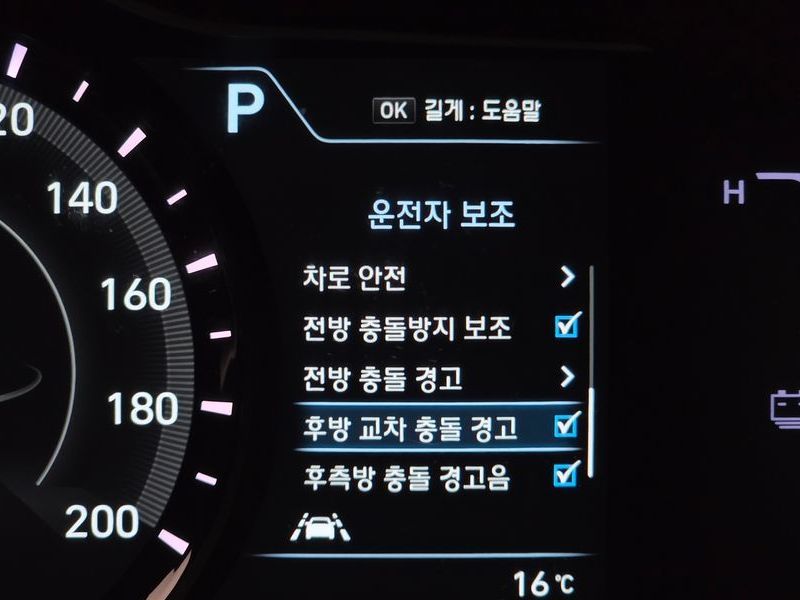 P
OK 길게 : 도움말
운전자 보조
차로 안전
전방 충돌방지 보조
전방 충돌 경고
후방 교차 충돌 경고
후측방 충돌 경고음
16℃
20
140
160
180
200
H